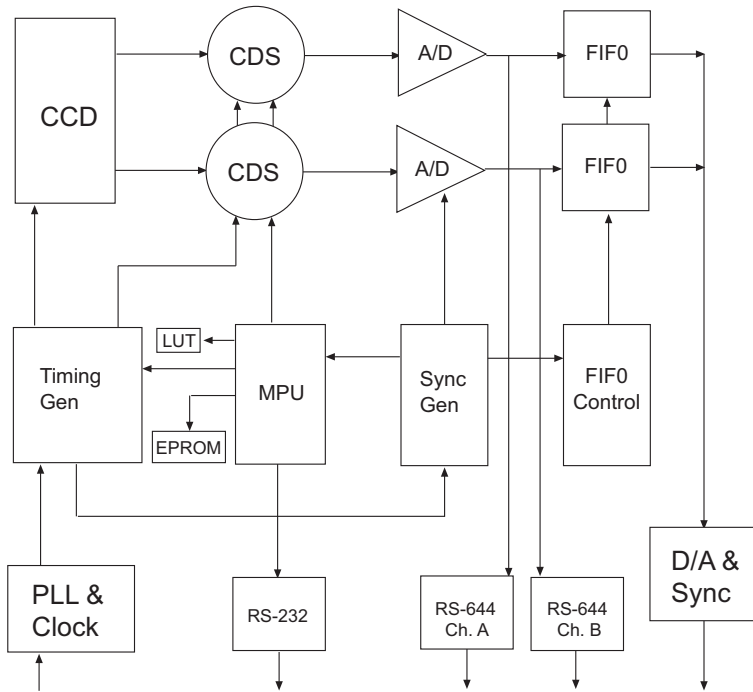 CCD
CDS
A/D
FIF0
CDS
A/D
FIF0
Timing
Gen
LUT
EPROM
MPU
Sync
Gen
FIF0
Control
PLL &
Clock
RS-232
RS-644
Ch. A
RS-644
Ch. B
D/A &
Sync